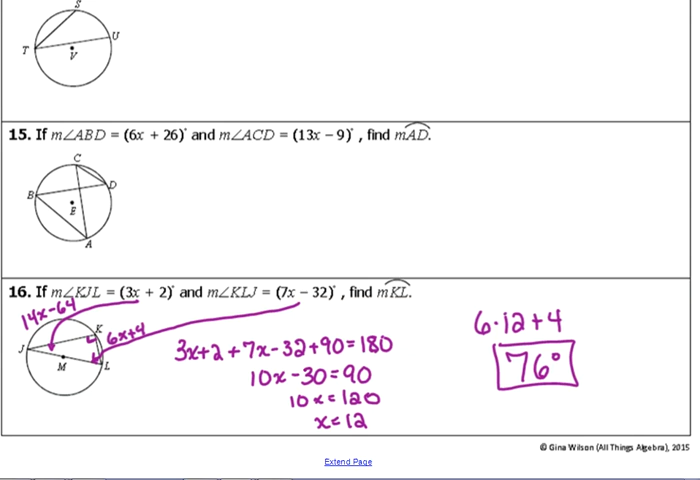 S
T
U
V
15. If m∠ABD = (6x + 26)° and m∠ACD = (13x − 9)° , find mAD.
C
B
D
E
A
16. If m∠KJL = (3x + 2)° and m∠KLJ = (7x − 32)° , find mKL.
14x-64
K
6x+4
J
M
L
3x+2+7x-32+90=180
10x-30=90
10x=120
x=12
6·12+4
76°
© Gina Wilson (All Things Algebra), 2015
Extend Page